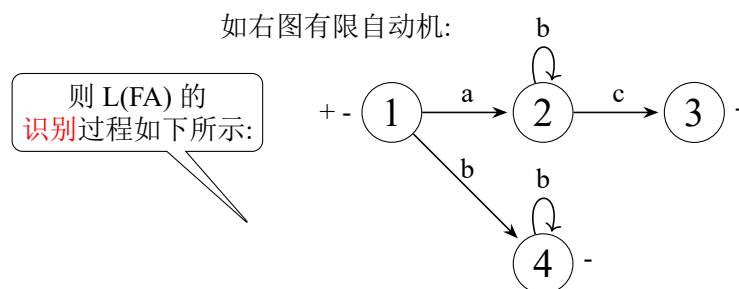 如右图有限自动机:
则 L(FA) 的
识别过程如下所示:
b
+ - 1 a 2 c 3 -
b
b
4 -